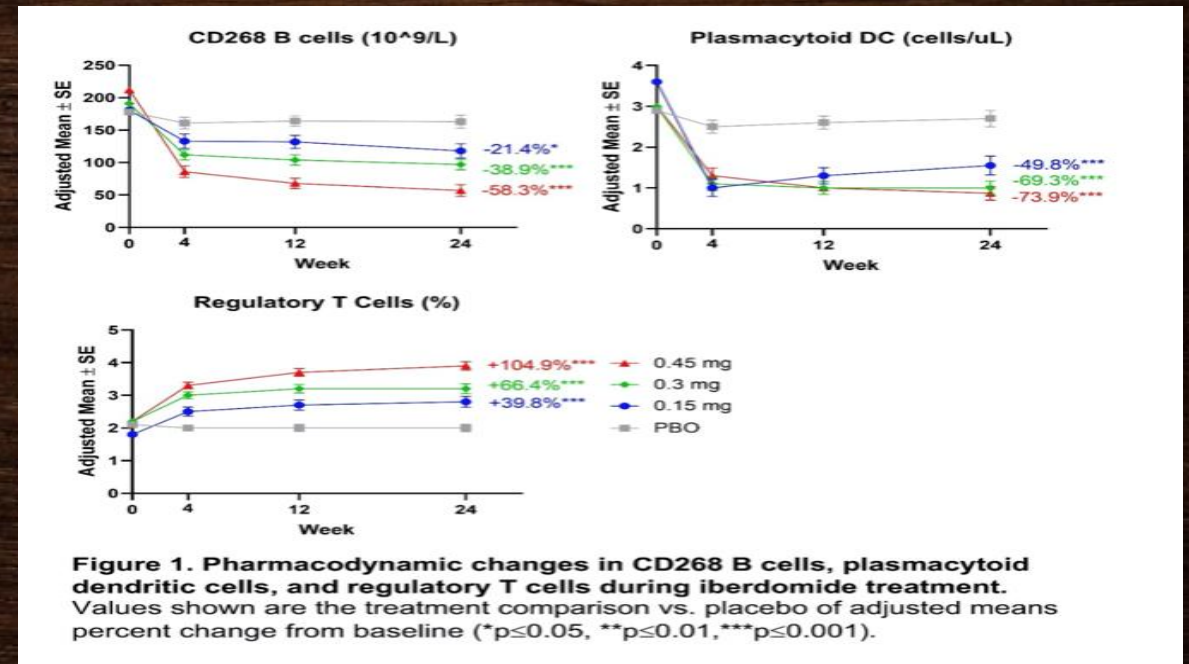 CD268 B cells (10^9/L)
Adjusted Mean ± SE
250
200
150
100
50
0
0 4 12 24
Week
-21.4%*
-38.9%***
-58.3%***
Plasmacytoid DC (cells/uL)
Adjusted Mean ± SE
4
3
2
1
0
0 4 12 24
Week
-49.8%***
-69.3%***
-73.9%***
Regulatory T Cells (%)
Adjusted Mean ± SE
5
4
3
2
1
0
0 4 12 24
Week
+104.9%***
+66.4%***
+39.8%***
0.45 mg
0.3 mg
0.15 mg
PBO
Figure 1. Pharmacodynamic changes in CD268 B cells, plasmacytoid
dendritic cells, and regulatory T cells during iberdomide treatment.
Values shown are the treatment comparison vs. placebo of adjusted means
percent change from baseline (*p≤0.05, **p≤0.01,***p≤0.001).